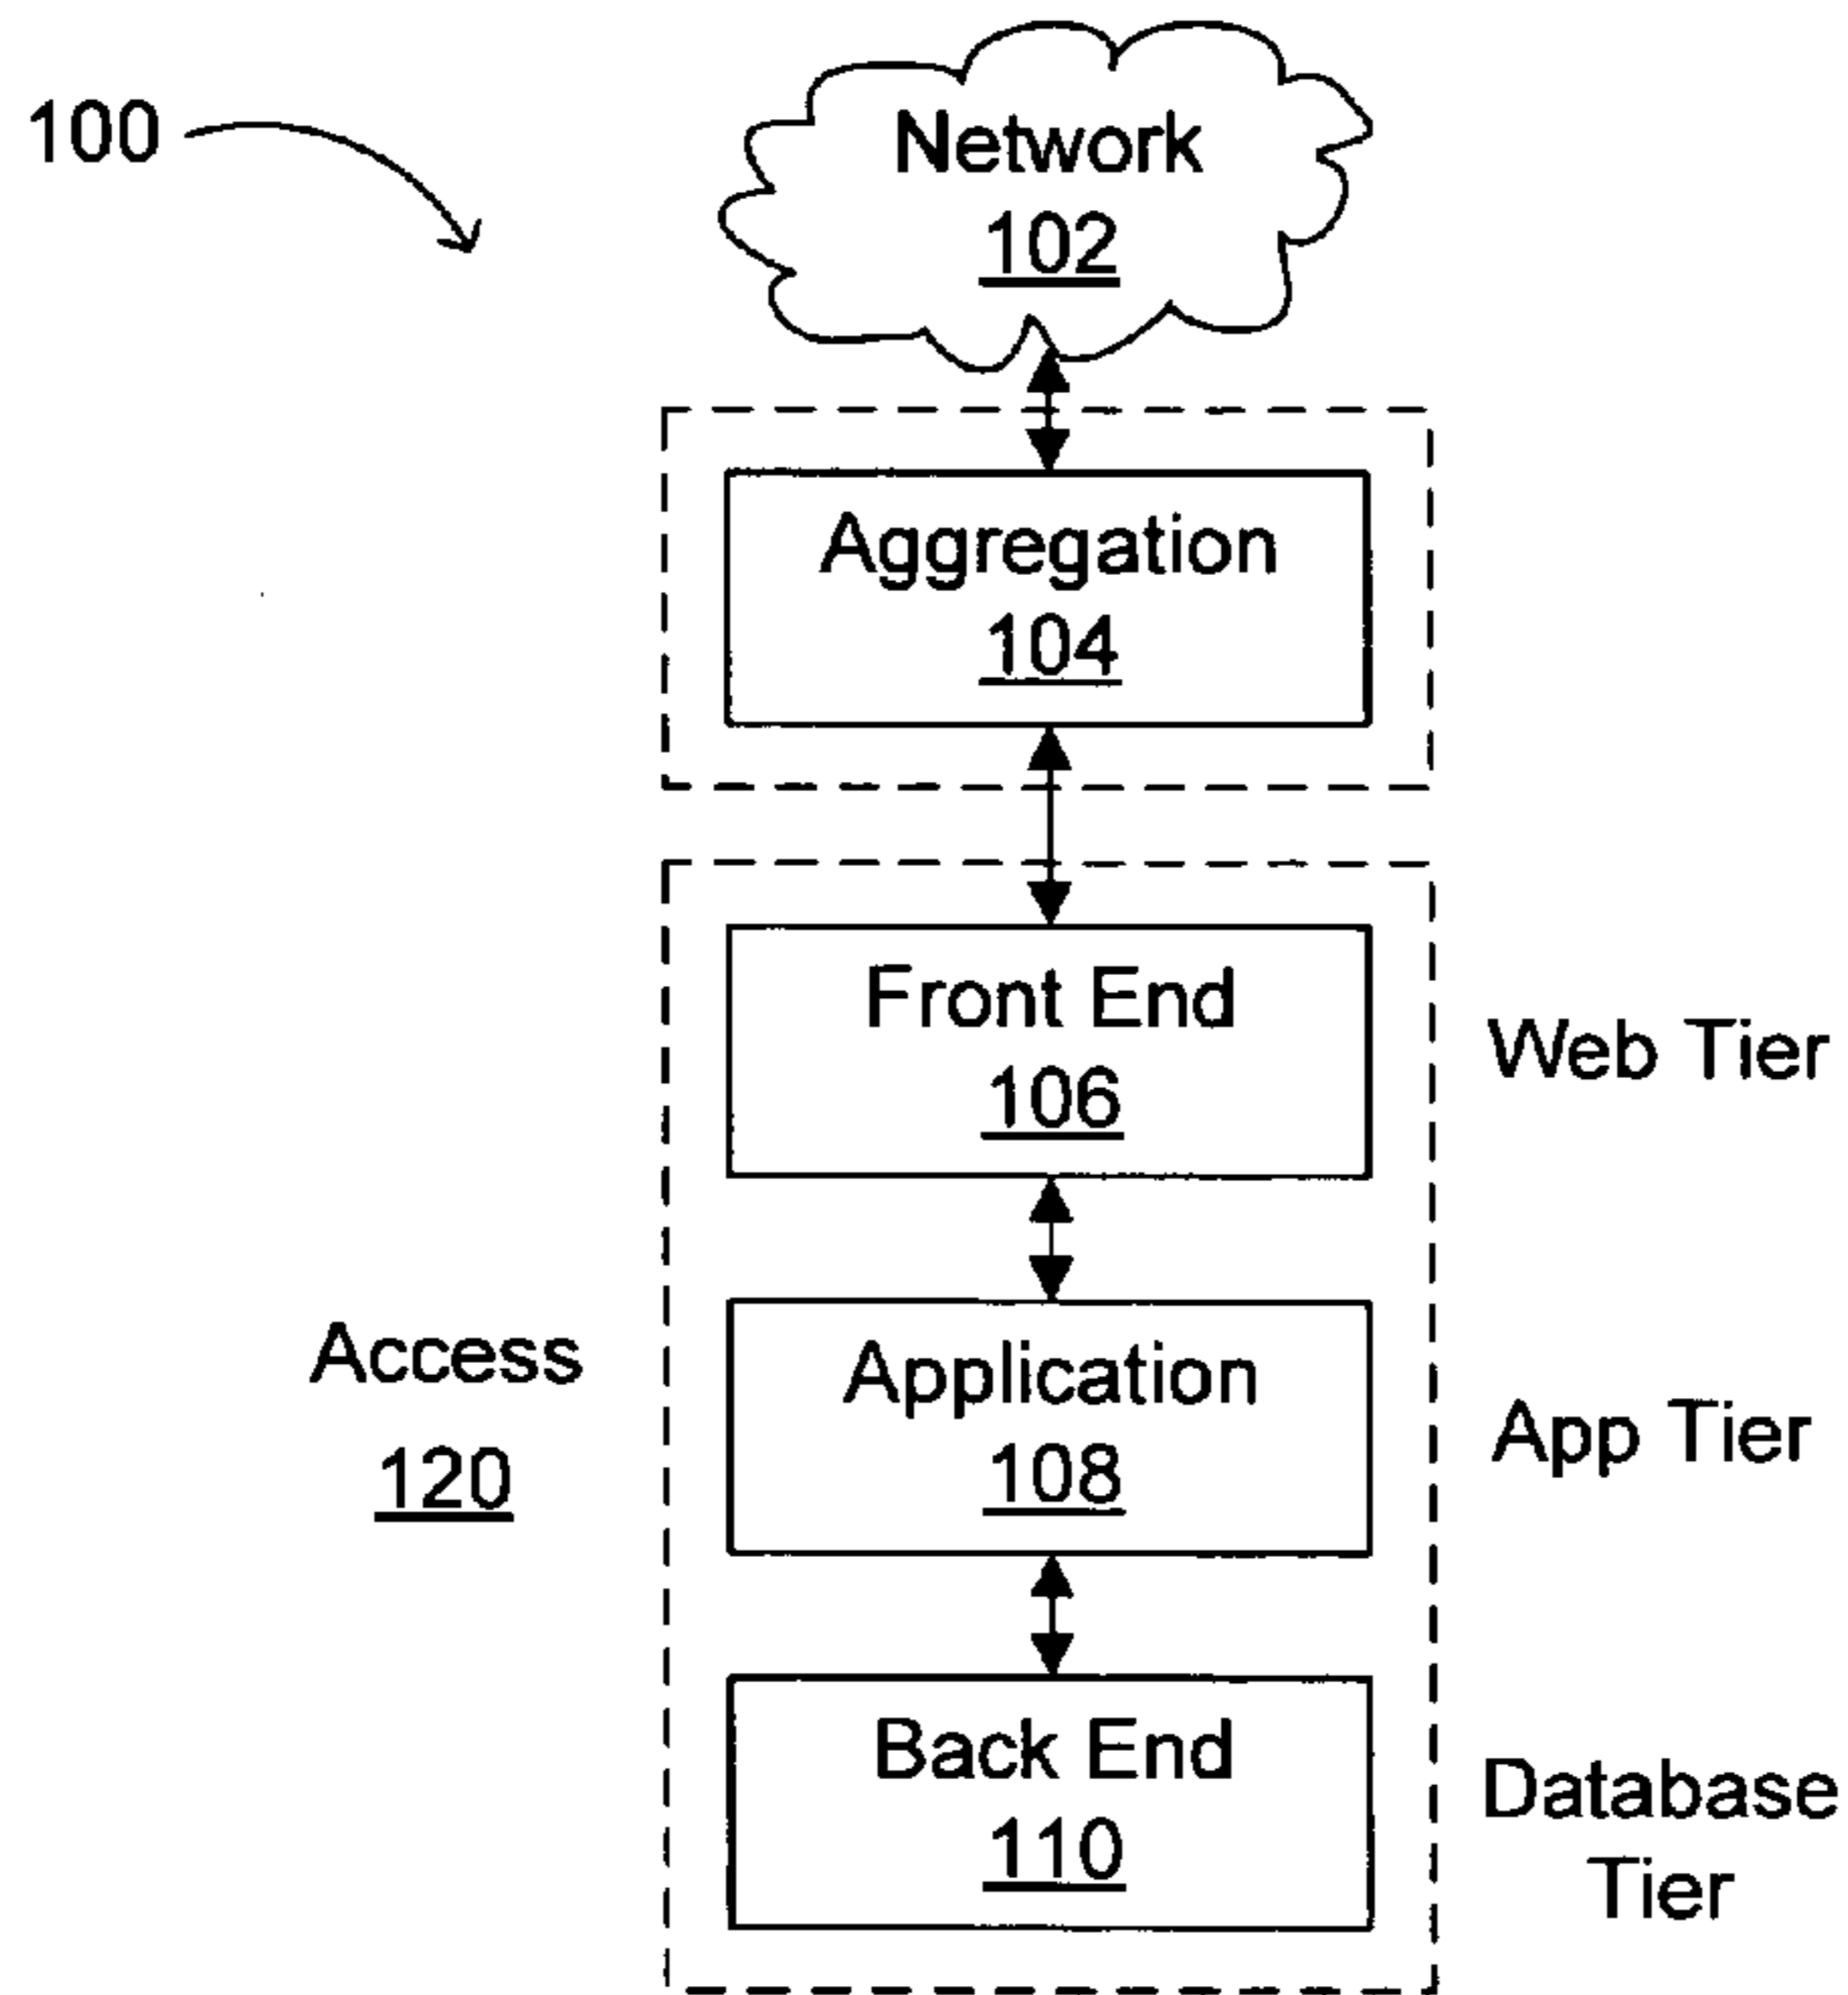 100
Network
102
Aggregation
104
Front End
106
Web Tier
Access
120
Application
108
App Tier
Back End
110
Database
Tier